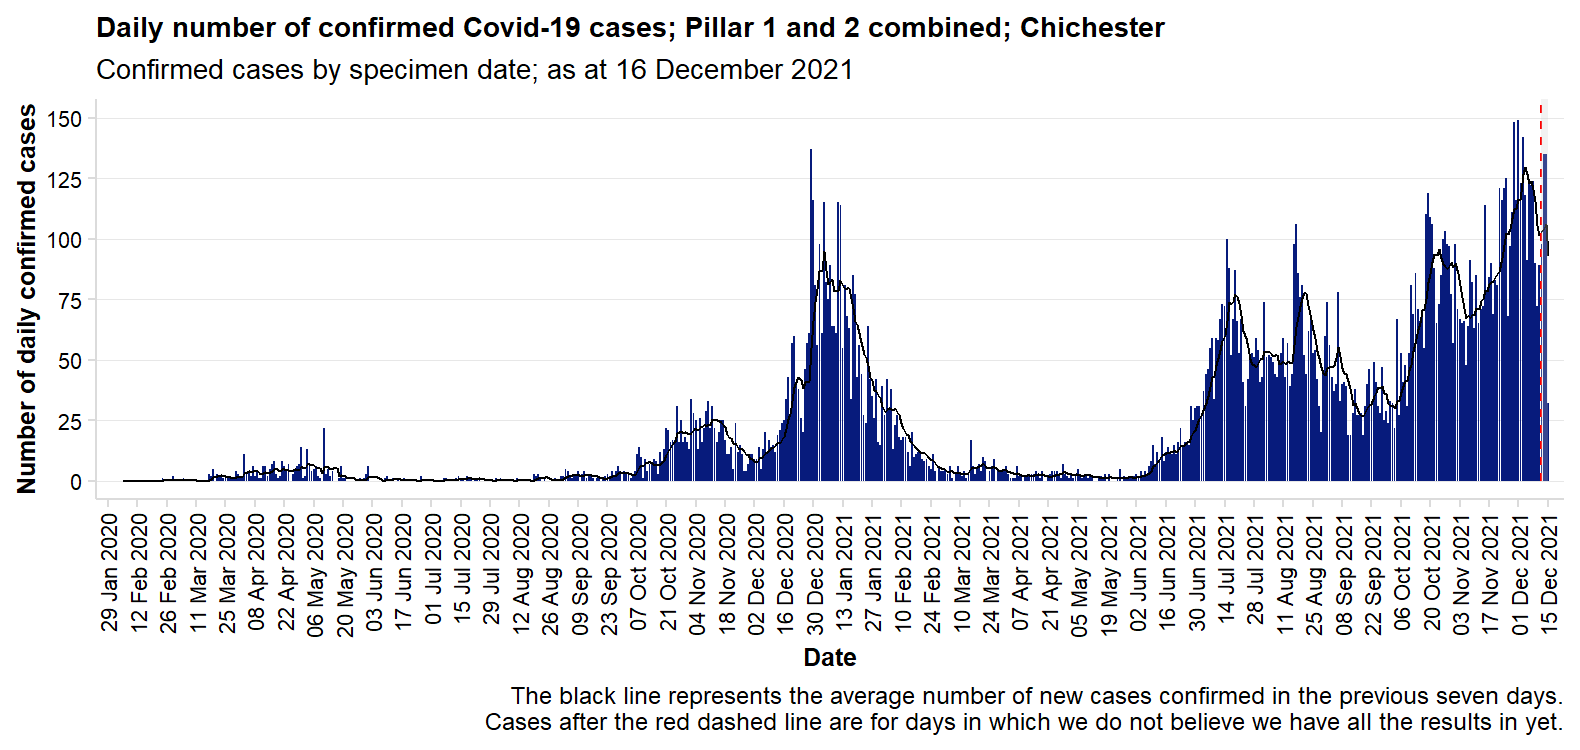 Daily number of confirmed Covid-19 cases; Pillar 1 and 2 combined; Chichester
Confirmed cases by specimen date; as at 16 December 2021
Number of daily confirmed cases
150
125
100
75
50
25
0
29 Jan 2020
12 Feb 2020
26 Feb 2020
11 Mar 2020
25 Mar 2020
08 Apr 2020
22 Apr 2020
06 May 2020
20 May 2020
03 Jun 2020
17 Jun 2020
01 Jul 2020
15 Jul 2020
29 Jul 2020
12 Aug 2020
26 Aug 2020
09 Sep 2020
23 Sep 2020
07 Oct 2020
21 Oct 2020
04 Nov 2020
18 Nov 2020
02 Dec 2020
16 Dec 2020
30 Dec 2020
13 Jan 2021
27 Jan 2021
10 Feb 2021
24 Feb 2021
10 Mar 2021
24 Mar 2021
07 Apr 2021
21 Apr 2021
05 May 2021
19 May 2021
02 Jun 2021
16 Jun 2021
30 Jun 2021
14 Jul 2021
28 Jul 2021
11 Aug 2021
25 Aug 2021
08 Sep 2021
22 Sep 2021
06 Oct 2021
20 Oct 2021
03 Nov 2021
17 Nov 2021
01 Dec 2021
15 Dec 2021
Date
The black line represents the average number of new cases confirmed in the previous seven days.
Cases after the red dashed line are for days in which we do not believe we have all the results in yet.